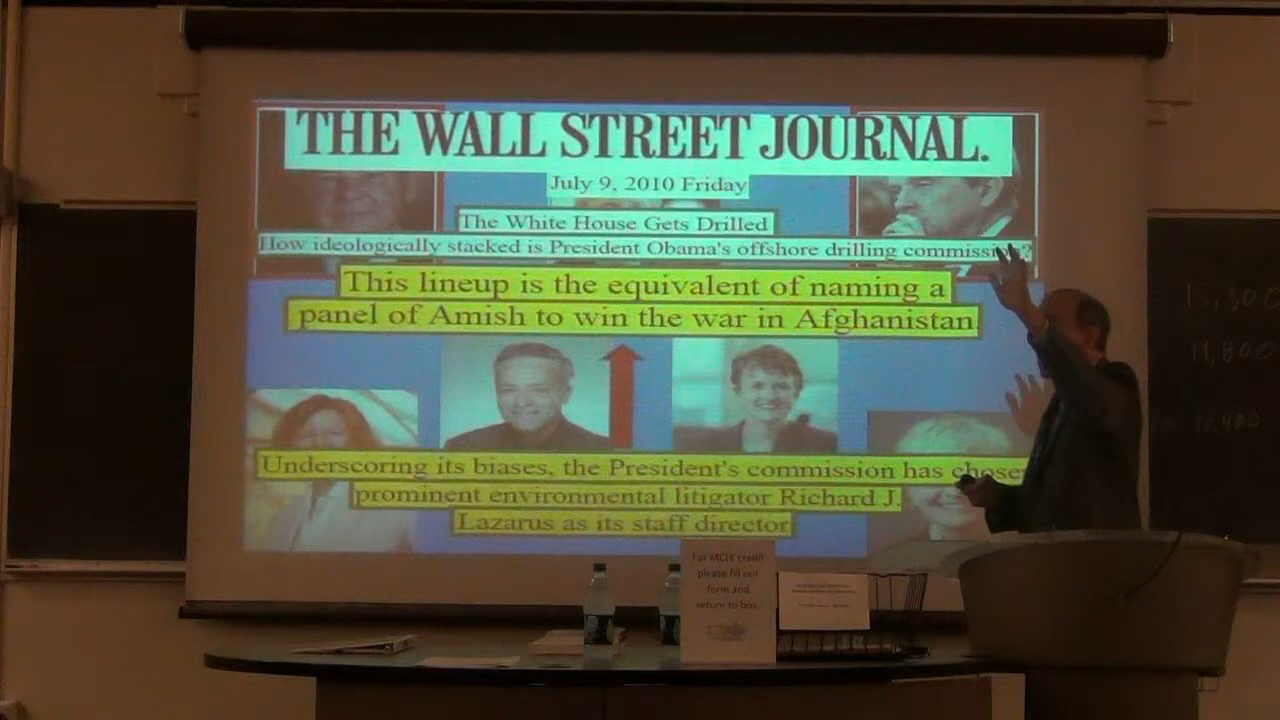 THE WALL STREET JOURNAL.
July 9, 2010 Friday
The White House Gets Drilled
How ideologically stacked is President Obama's offshore drilling
This lineup is the equivalent of naming a
panel of Amish to win the war in Afghanistan
Underscoring its biases, the President's commission has
prominent environmental litigator Richard J.
Lazarus as its staff director
For MCLE credit
please fill out
form and
return to box.